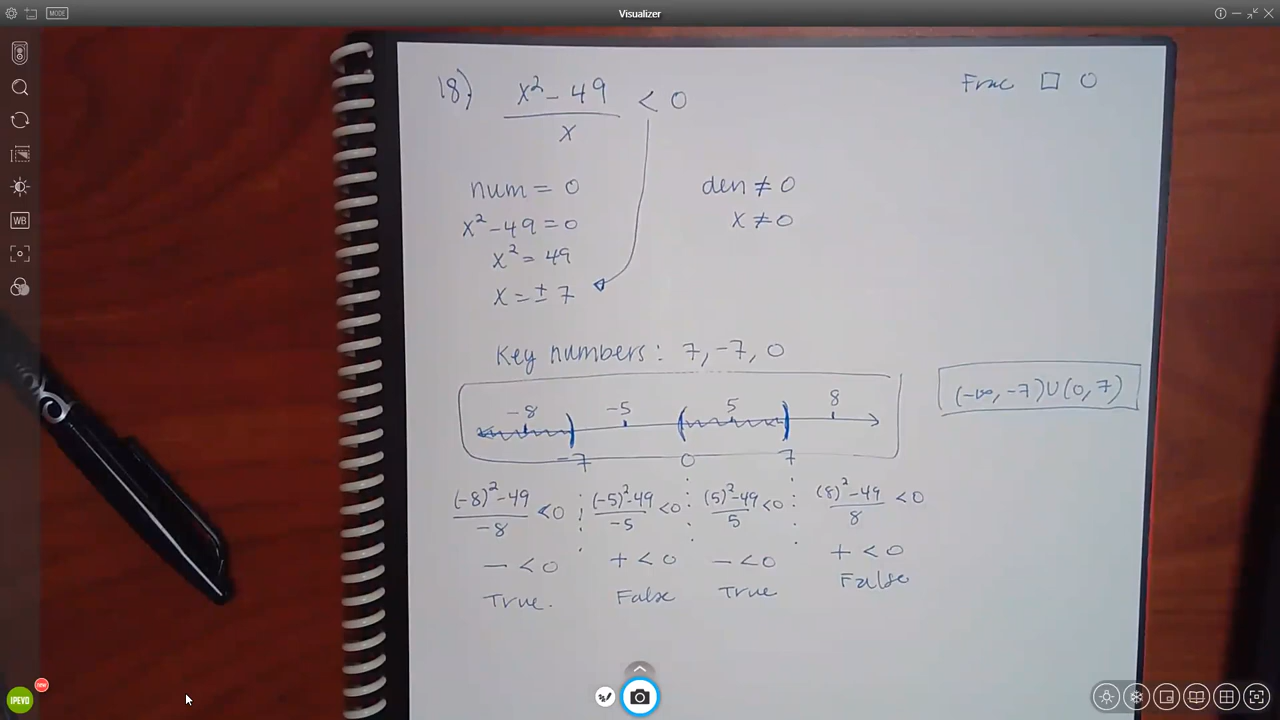 MODE
Visualizer
18) x² - 49 / x < 0
Frac □ 0
num = 0
den ≠ 0
x² - 49 = 0
x ≠ 0
x² = 49
x = ± 7
Key numbers: 7, -7, 0
-8 -5 5 8
(-∞, -7) ∪ (0, 7)
-7 0 7
(-8)² - 49 / -8 < 0
(-5)² - 49 / -5 < 0
(5)² - 49 / 5 < 0
(8)² - 49 / 8 < 0
- < 0
+ < 0
- < 0
+ < 0
True.
False
True
False
WB
new
IPEVO